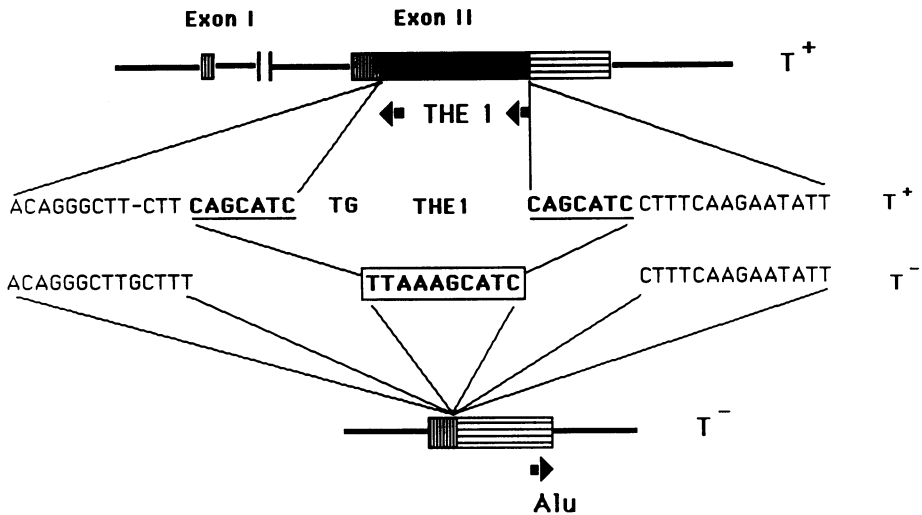 Exon I Exon II
T+
THE 1
ACAGGGCTT-CTT CAGCATC TG THE1 CAGCATC CTTTCAAGAATATT T+
ACAGGGCTTGCTTT TTAAAGCATC CTTTCAAGAATATT T-
T-
Alu